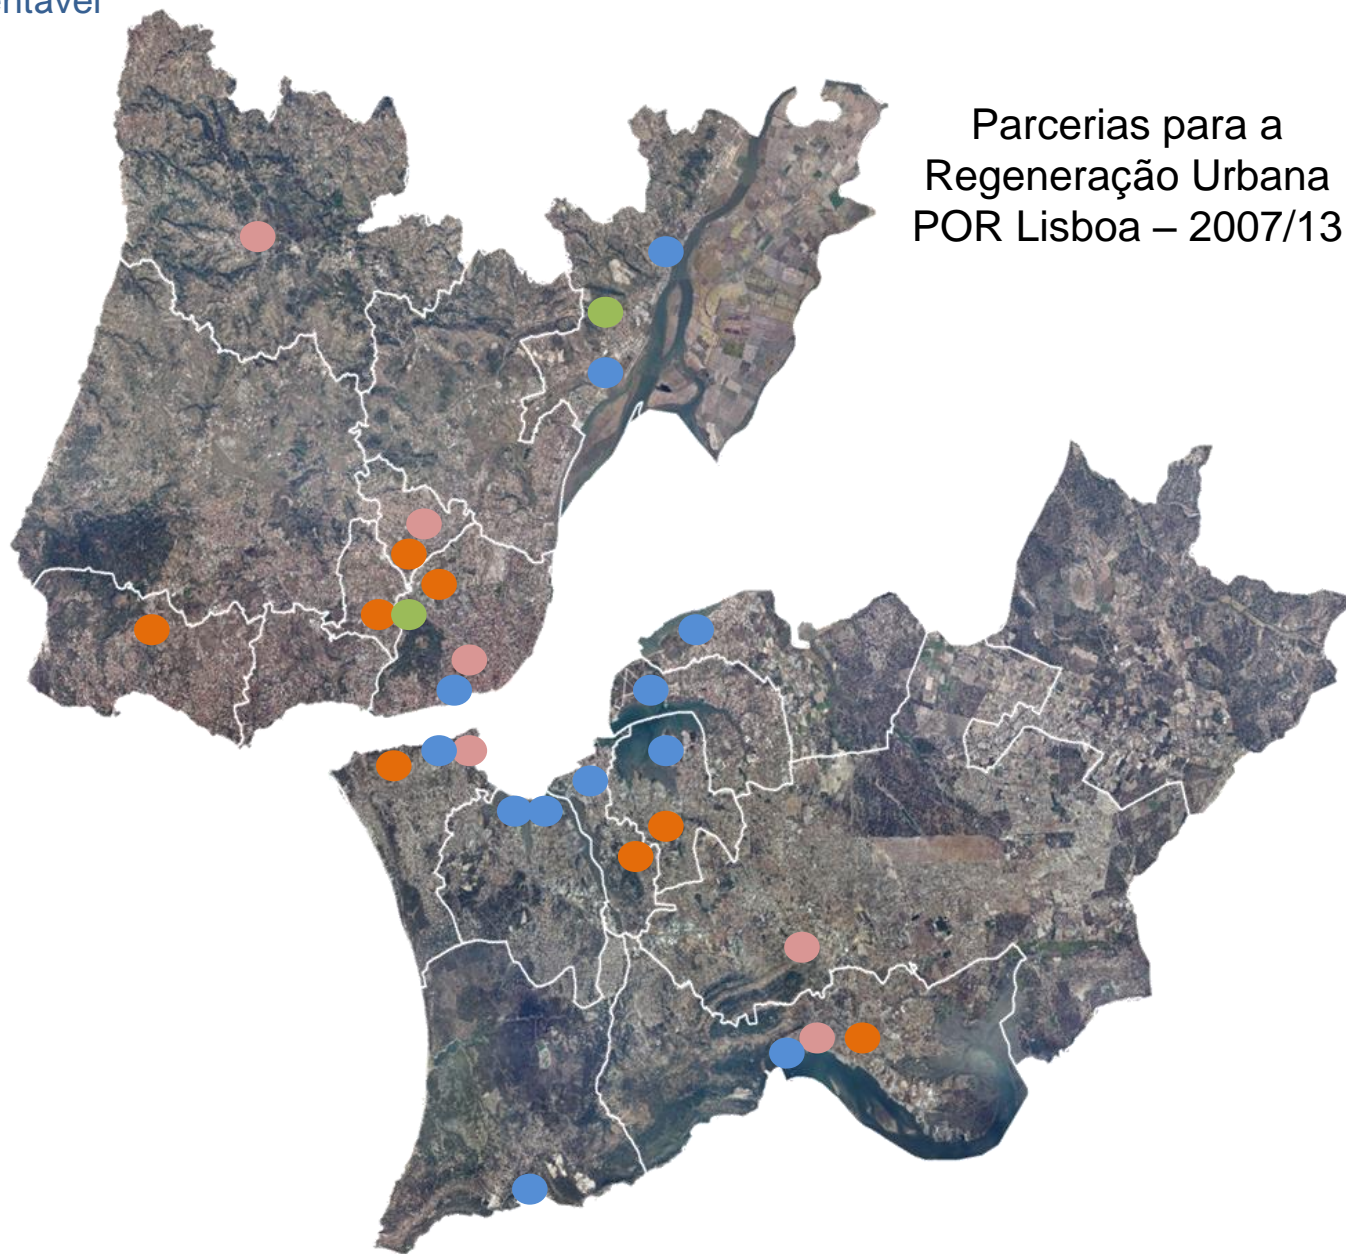 Parcerias para a
Regeneração Urbana
POR Lisboa – 2007/13